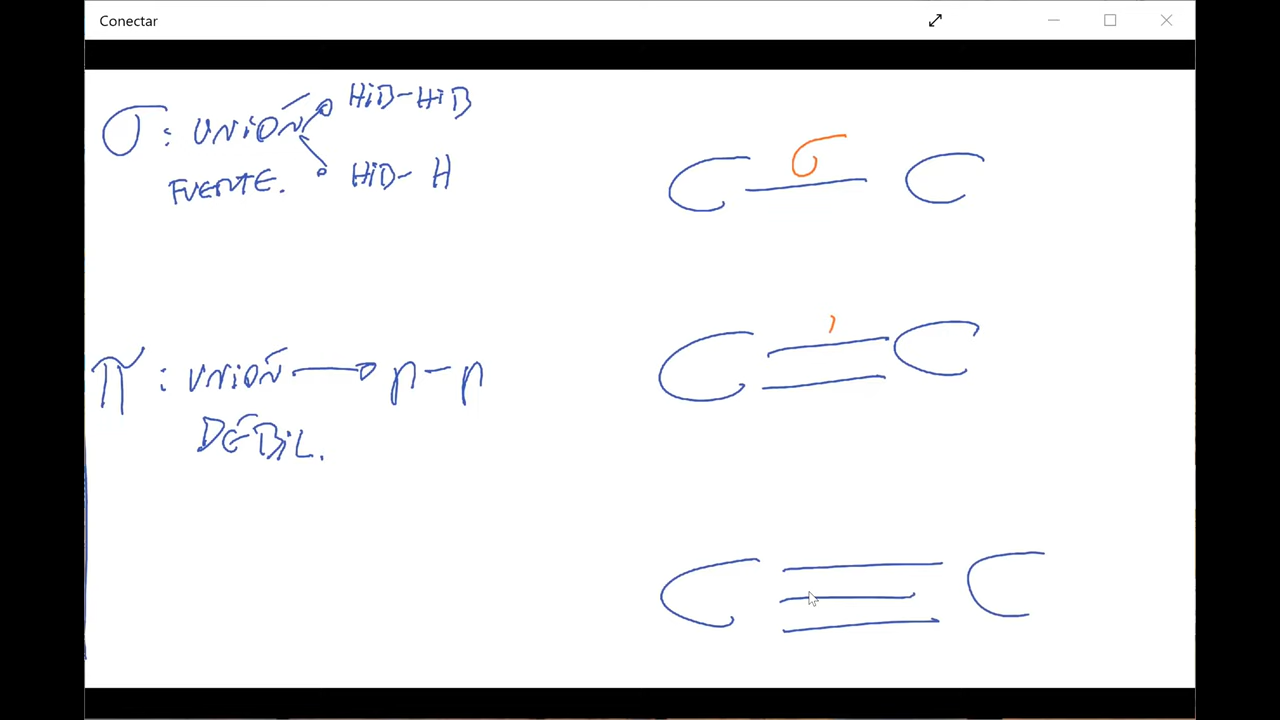 Conectar
σ: UNIÓN HiB-HiB
FUERTE. HiB-H
C σ C
π: UNIÓN p-p
DÉBIL.
C = C
C ≡ C